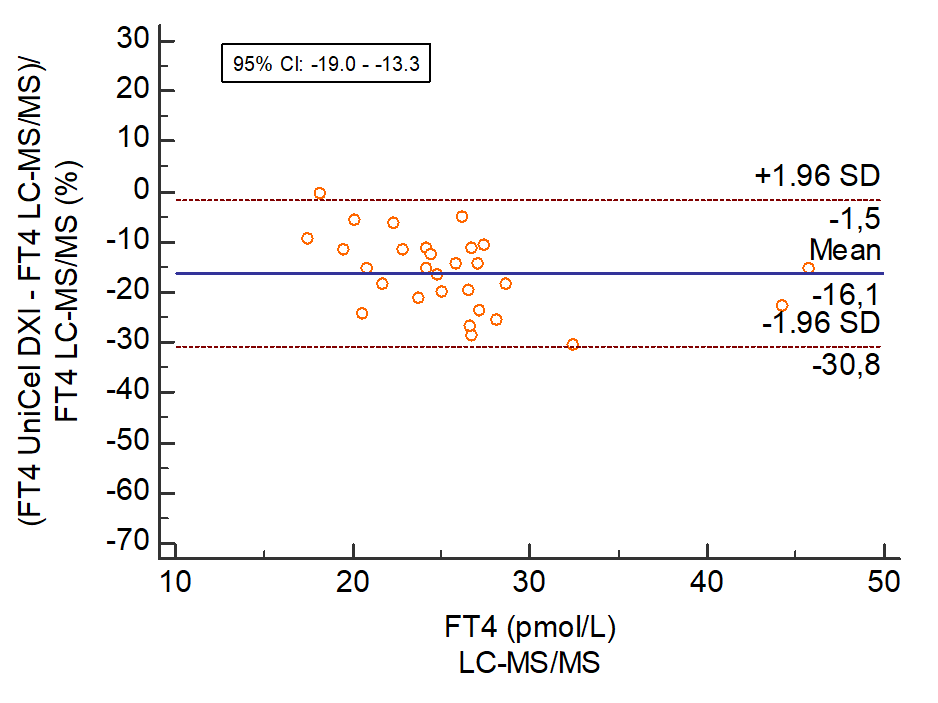 (FT4 UniCel DXI - FT4 LC-MS/MS)/
FT4 LC-MS/MS (%)
30
20
10
0
-10
-20
-30
-40
-50
-60
-70
95% CI: -19.0 - -13.3
+1.96 SD
-1,5
Mean
-16,1
-1.96 SD
-30,8
10 20 30 40 50
FT4 (pmol/L)
LC-MS/MS